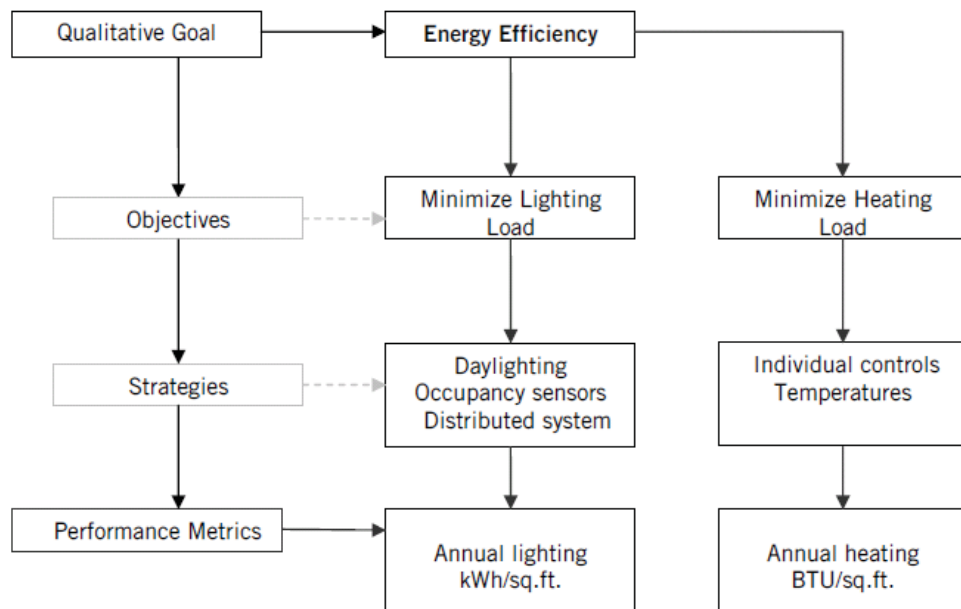 Qualitative Goal
Energy Efficiency
Objectives
Minimize Lighting
Load
Minimize Heating
Load
Strategies
Daylighting
Occupancy sensors
Distributed system
Individual controls
Temperatures
Performance Metrics
Annual lighting
kWh/sq.ft.
Annual heating
BTU/sq.ft.